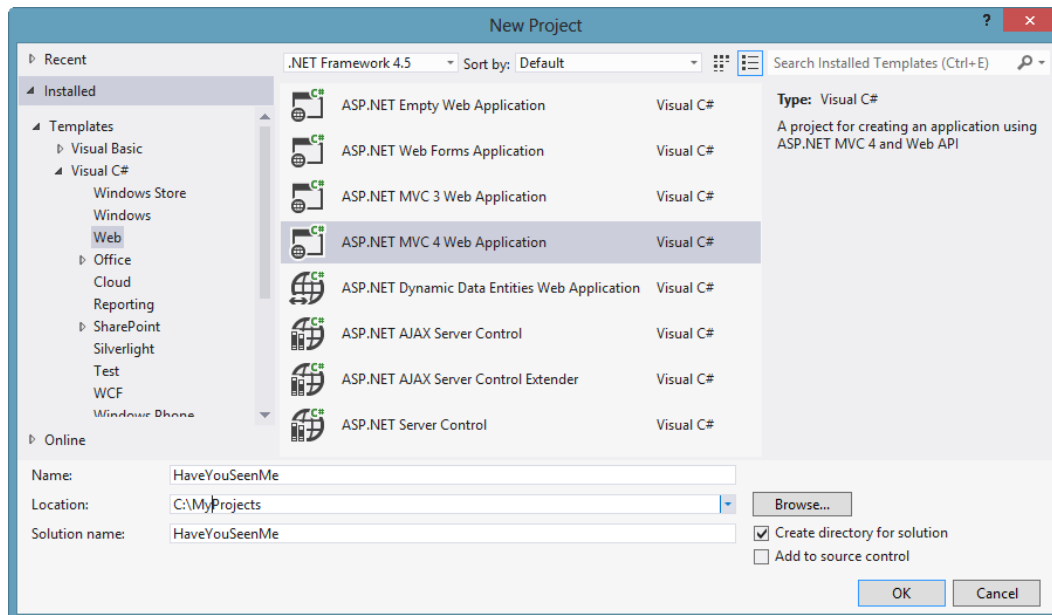 New Project
?
Recent
.NET Framework 4.5
Sort by:
Default
Search Installed Templates (Ctrl+E)
Installed
Templates
Visual Basic
Visual C#
Windows Store
Windows
Web
Office
Cloud
Reporting
SharePoint
Silverlight
Test
WCF
Windows Phone
Online
C#
ASP.NET Empty Web Application
Visual C#
C#
ASP.NET Web Forms Application
Visual C#
C#
ASP.NET MVC 3 Web Application
Visual C#
C#
ASP.NET MVC 4 Web Application
Visual C#
C#
ASP.NET Dynamic Data Entities Web Application
Visual C#
C#
ASP.NET AJAX Server Control
Visual C#
C#
ASP.NET AJAX Server Control Extender
Visual C#
C#
ASP.NET Server Control
Visual C#
Type: Visual C#
A project for creating an application using
ASP.NET MVC 4 and Web API
Name:
HaveYouSeenMe
Location:
C:\MyProjects
Browse...
Solution name:
HaveYouSeenMe
Create directory for solution
Add to source control
OK
Cancel